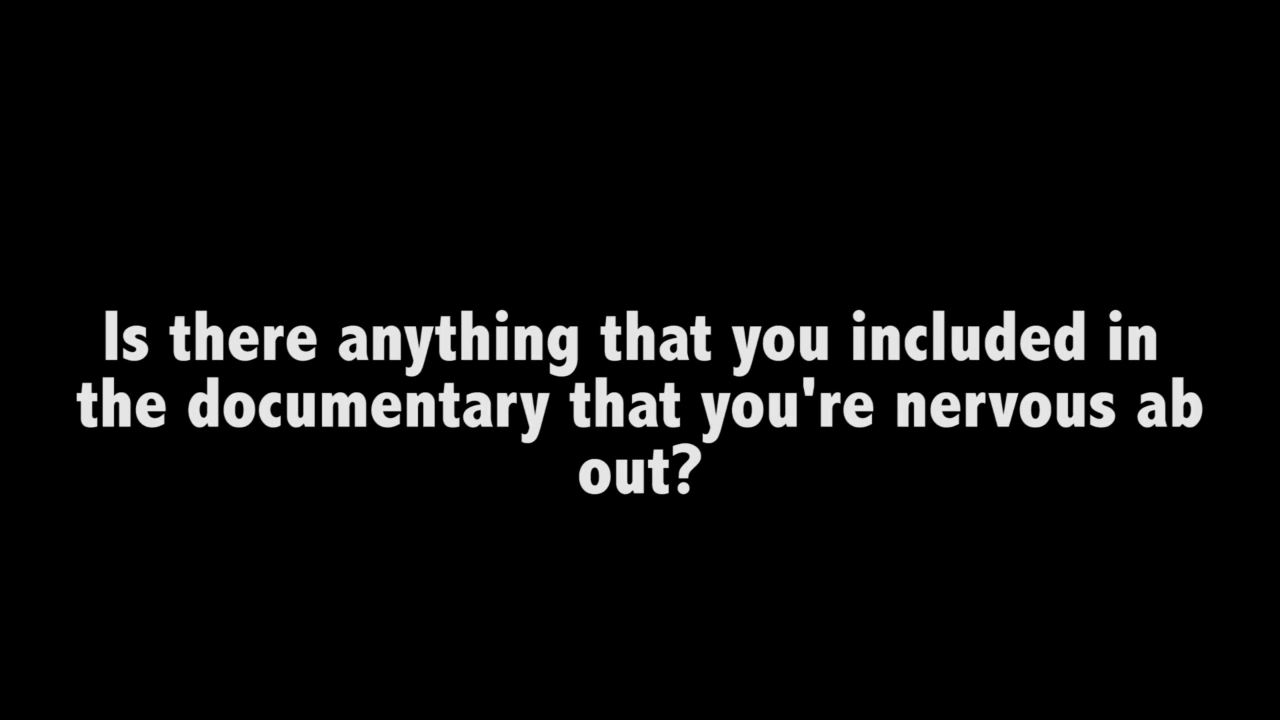 Is there anything that you included in
the documentary that you're nervous ab
out?